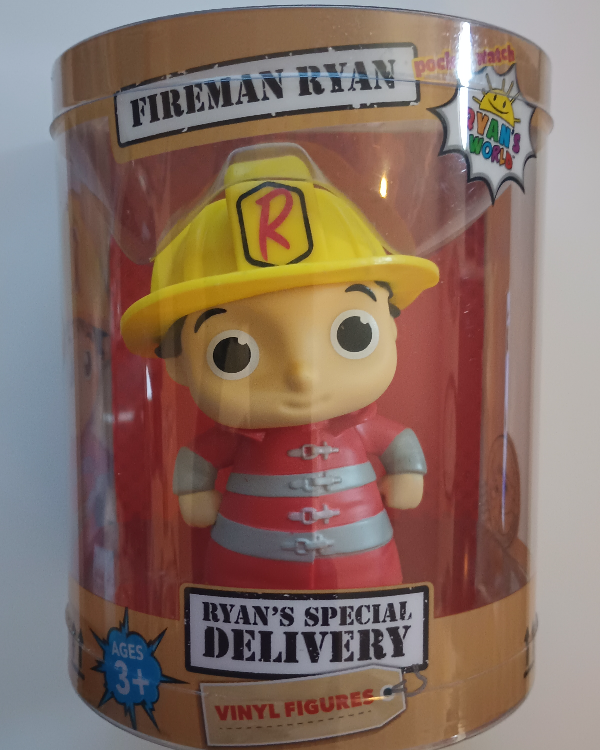 FIREMAN RYAN
pocket.watch
RYAN'S
WORLD
R
RYAN'S SPECIAL
DELIVERY
AGES
3+
VINYL FIGURES